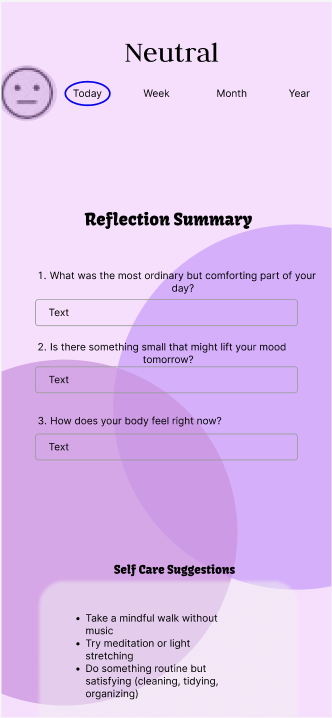 Neutral
Today Week Month Year
Reflection Summary
1. What was the most ordinary but comforting part of your
day?
Text
2. Is there something small that might lift your mood
tomorrow?
Text
3. How does your body feel right now?
Text
Self Care Suggestions
• Take a mindful walk without
music
• Try meditation or light
stretching
• Do something routine but
satisfying (cleaning, tidying,
organizing)